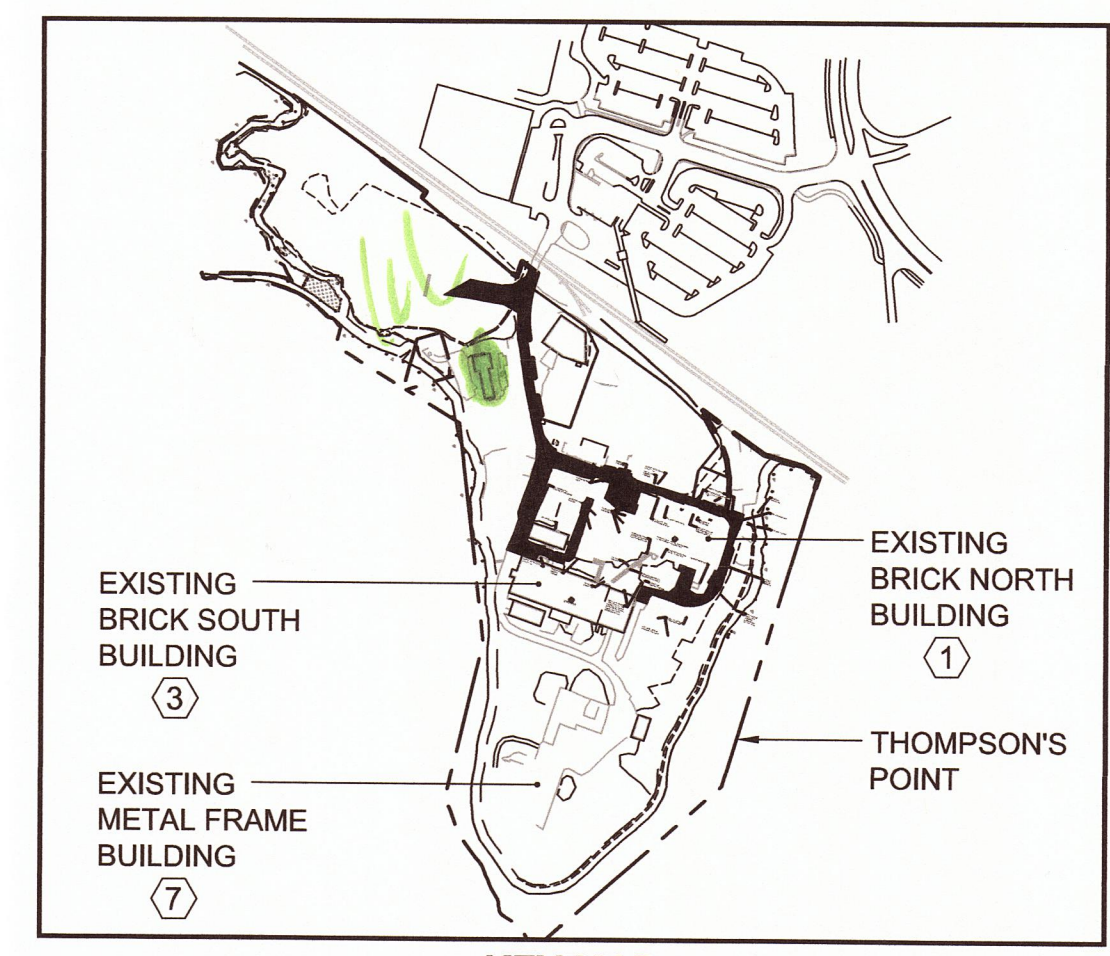 EXISTING
BRICK NORTH
BUILDING
1
EXISTING
BRICK SOUTH
BUILDING
3
THOMPSON'S
POINT
EXISTING
METAL FRAME
BUILDING
7